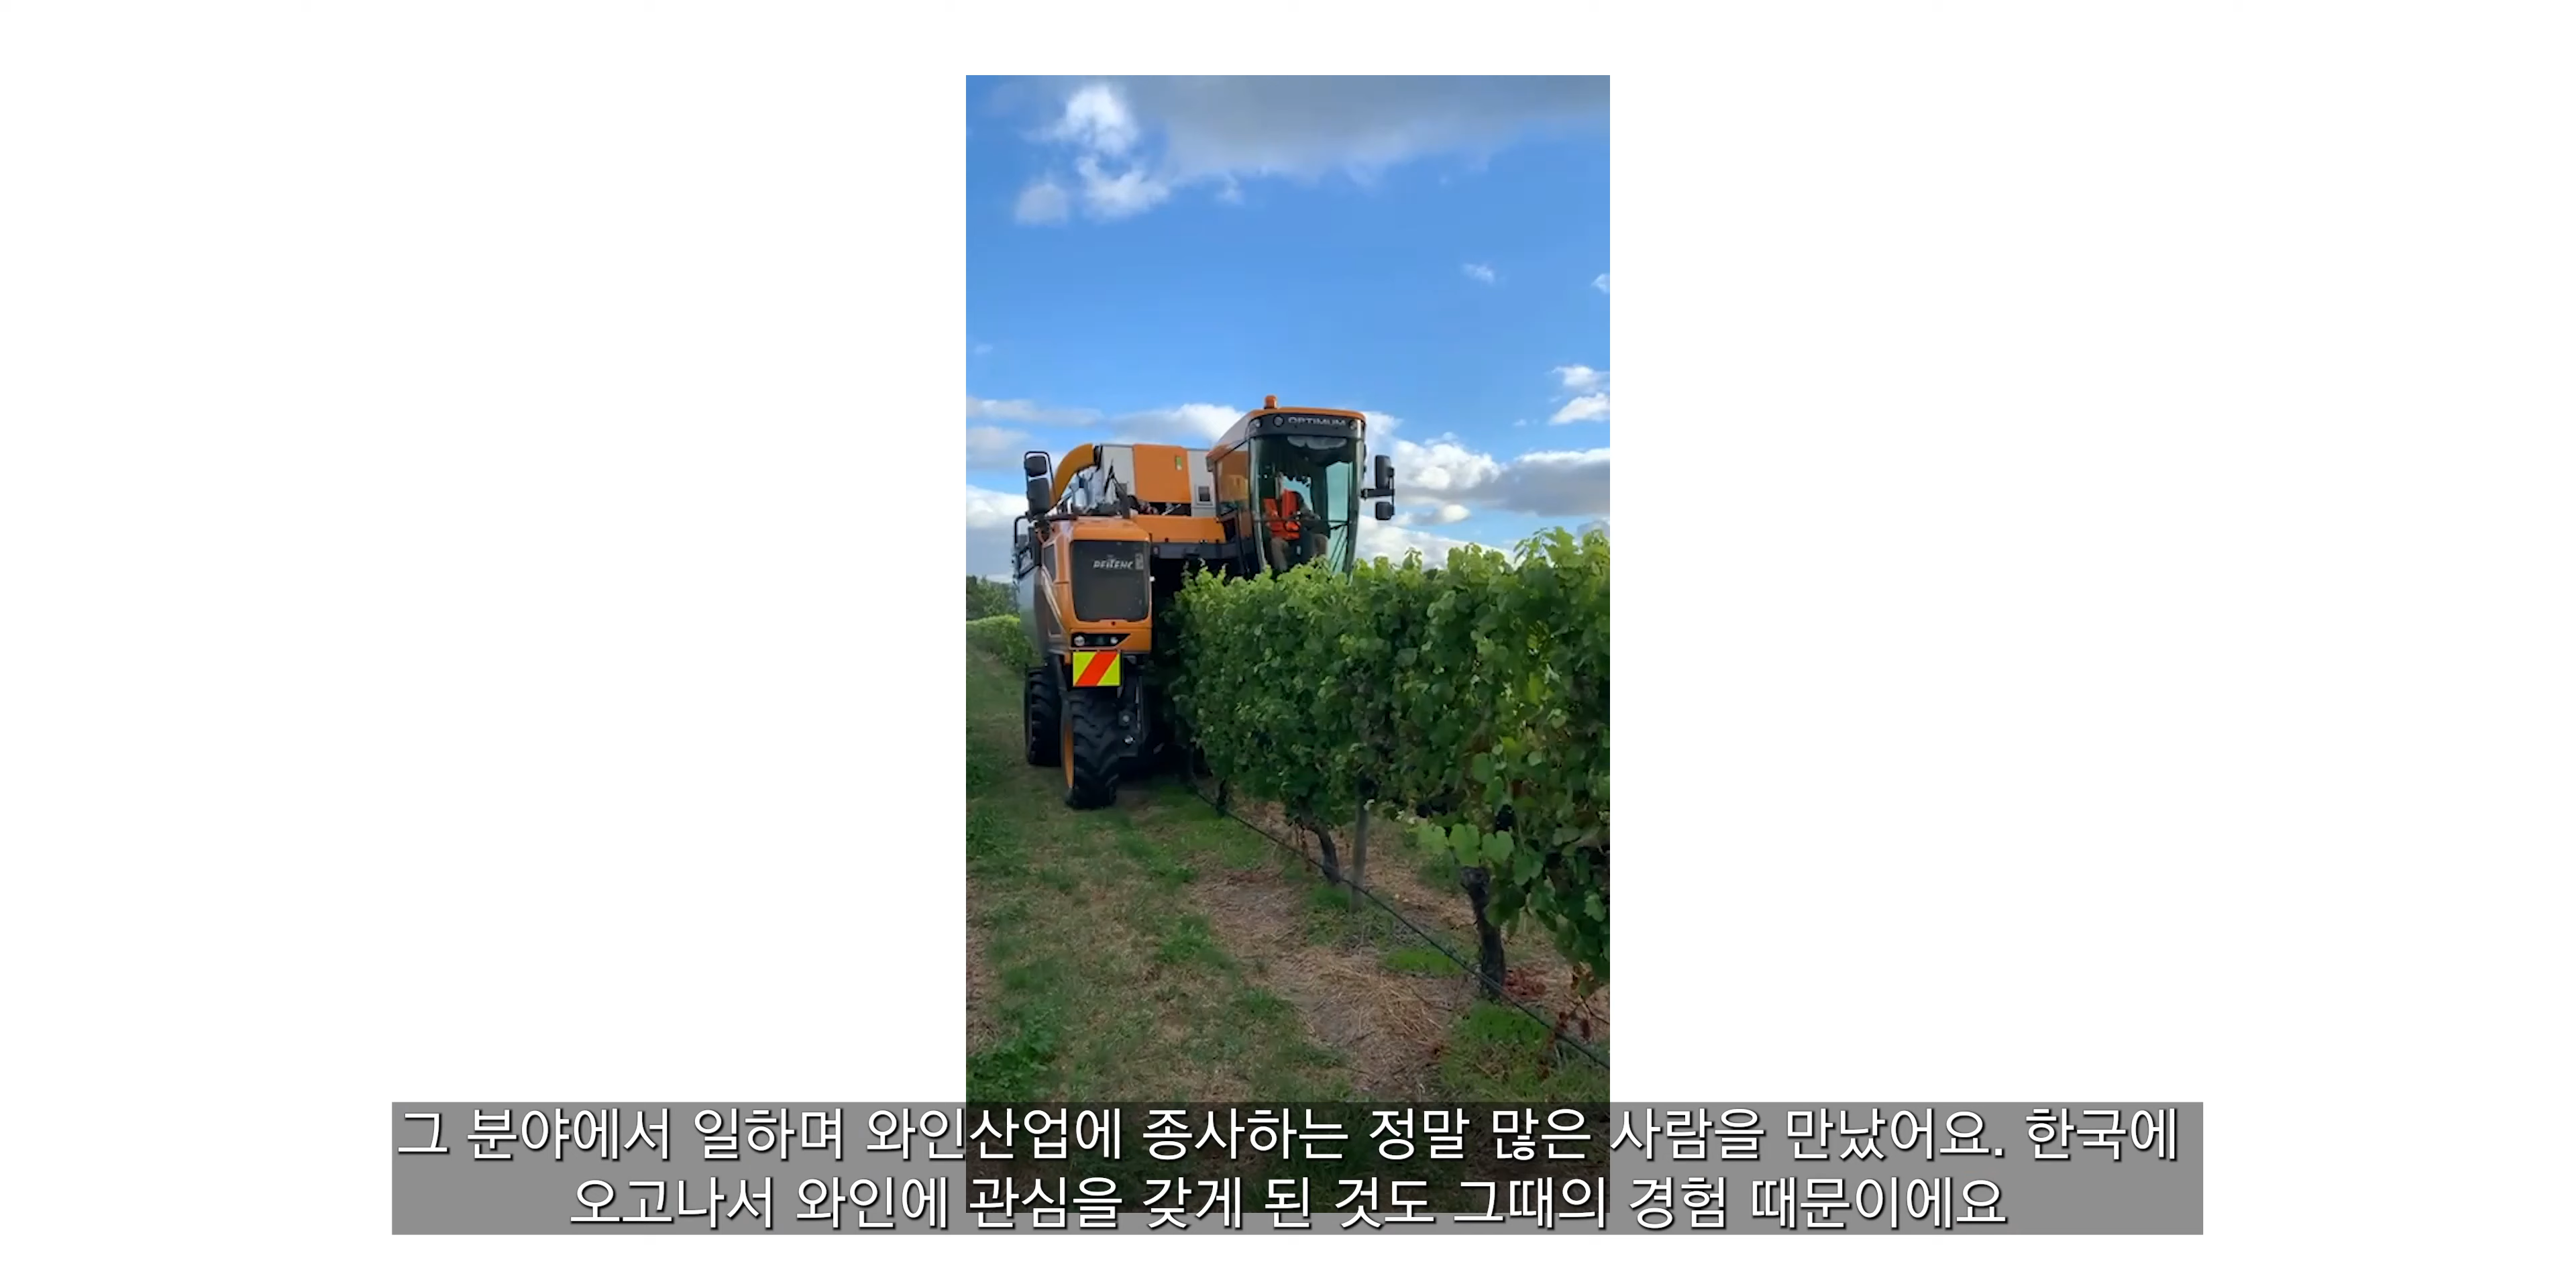 OPTIMUM
PELLENC
그 분야에서 일하며 와인산업에 종사하는 정말 많은 사람을 만났어요. 한국에
오고나서 와인에 관심을 갖게 된 것도 그때의 경험 때문이에요